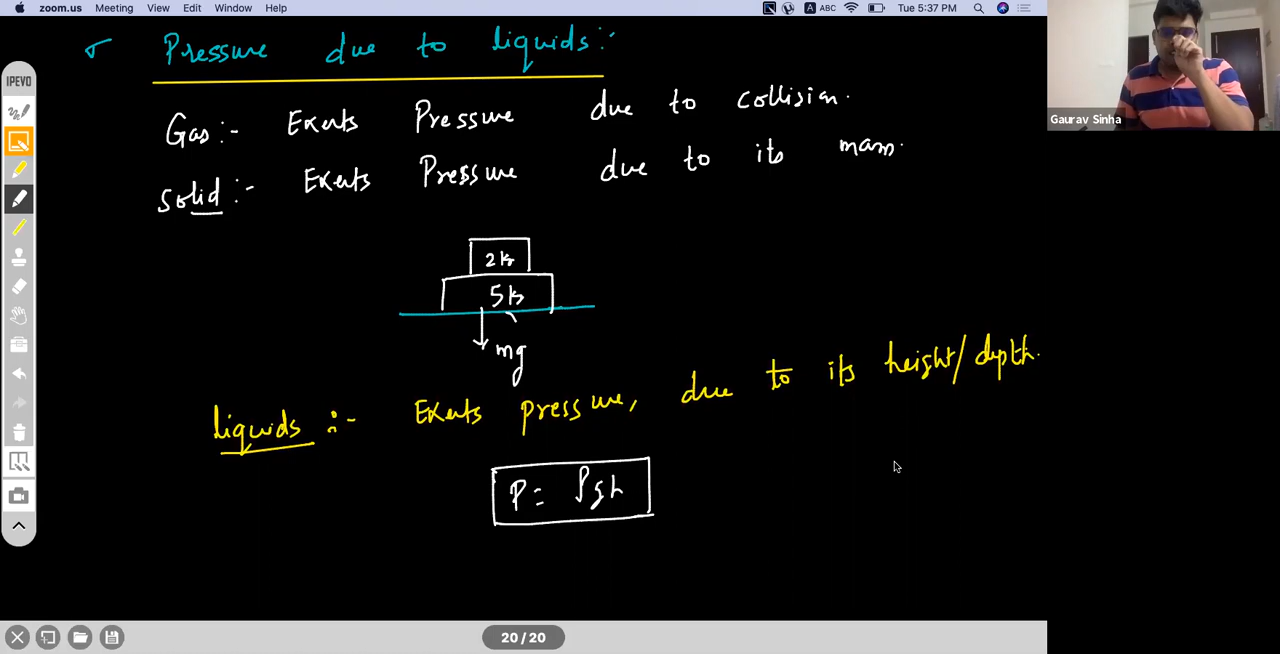 zoom.us Meeting View Edit Window Help
A ABC Tue 5:37 PM
Pressure due to liquids:-
IPEVO
Gas:- Exerts Pressure due to collision.
Solid:- Exerts Pressure due to its mass.
Gaurav Sinha
2kg
5kg
mg
liquids:- Exerts pressure, due to its height/depth.
P= ρgh
20/20